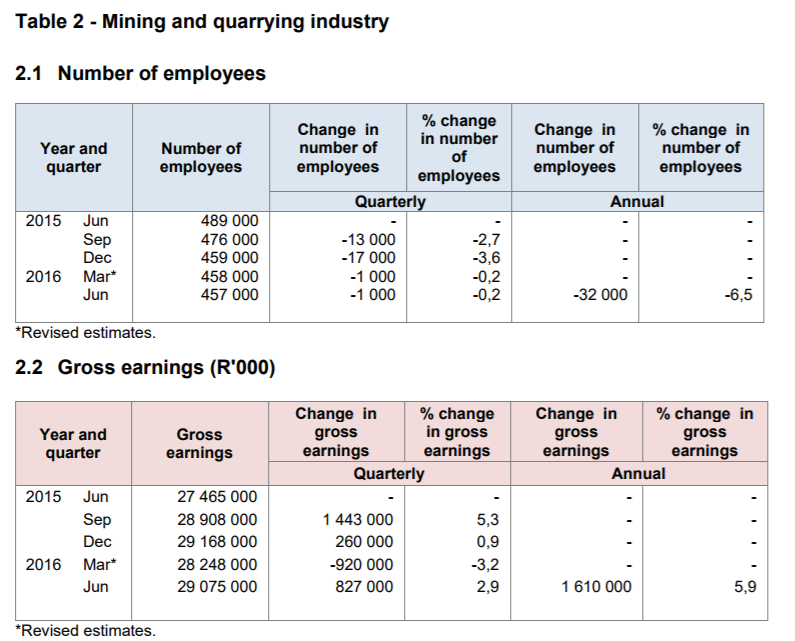 Table 2 - Mining and quarrying industry
2.1 Number of employees
Year and quarter Number of employees Change in number of employees % change in number of employees Change in number of employees % change in number of employees
Quarterly Annual
2015 Jun 489 000 - - - -
Sep 476 000 -13 000 -2,7 - -
Dec 459 000 -17 000 -3,6 - -
2016 Mar* 458 000 -1 000 -0,2 - -
Jun 457 000 -1 000 -0,2 -32 000 -6,5
*Revised estimates.
2.2 Gross earnings (R'000)
Year and quarter Gross earnings Change in gross earnings % change in gross earnings Change in gross earnings % change in gross earnings
Quarterly Annual
2015 Jun 27 465 000 - - - -
Sep 28 908 000 1 443 000 5,3 - -
Dec 29 168 000 260 000 0,9 - -
2016 Mar* 28 248 000 -920 000 -3,2 - -
Jun 29 075 000 827 000 2,9 1 610 000 5,9
*Revised estimates.